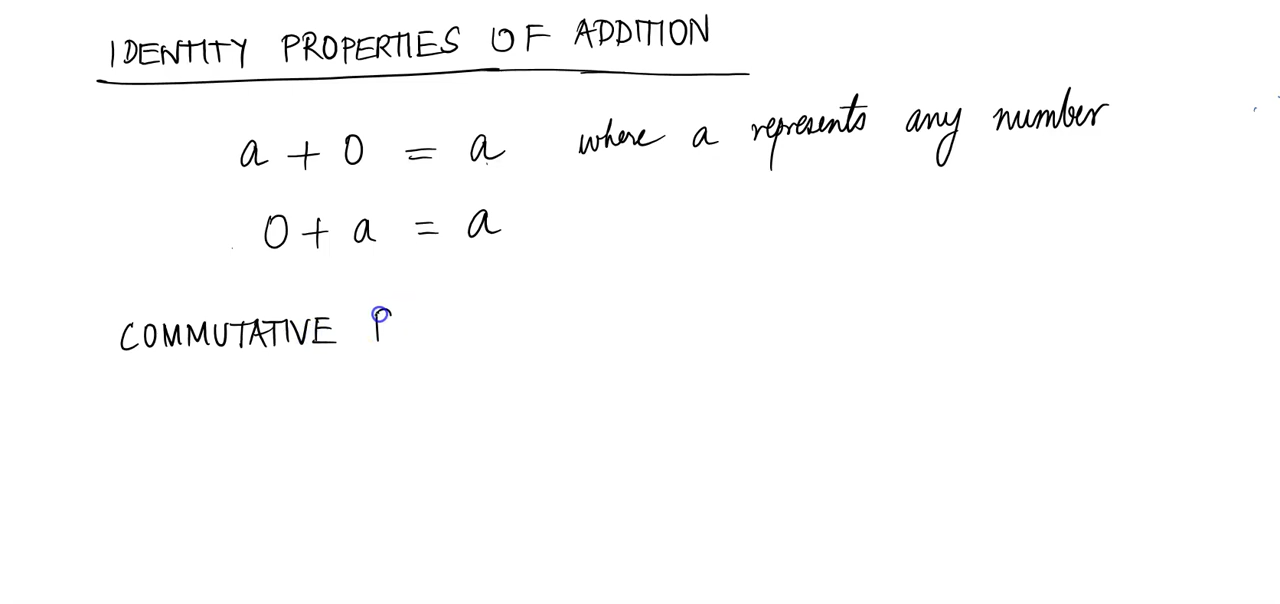 IDENTITY PROPERTIES OF ADDITION
a + 0 = a where a represents any number
0 + a = a
COMMUTATIVE P